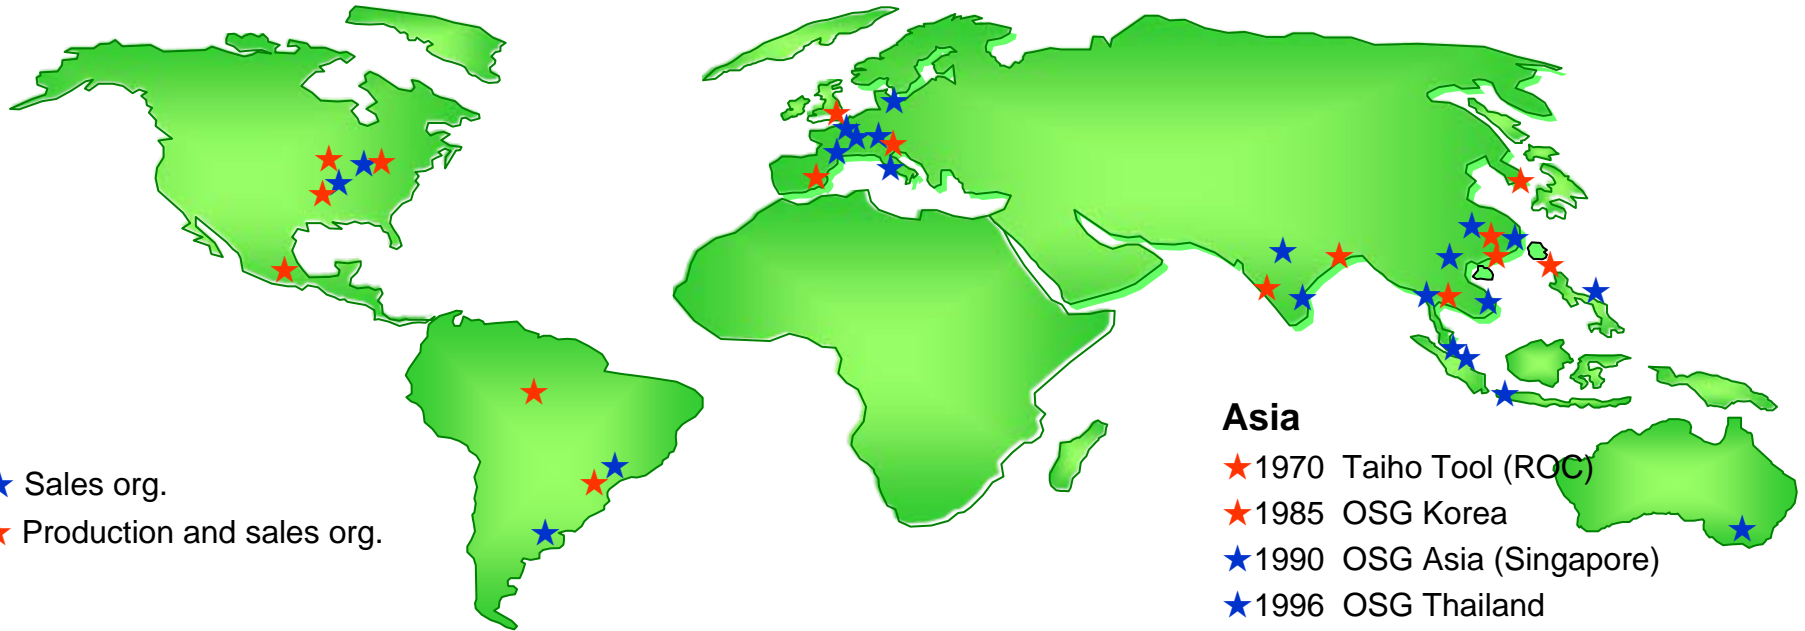 Sales org.
Production and sales org.
Asia
1970 Taiho Tool (ROC)
1985 OSG Korea
1990 OSG Asia (Singapore)
1996 OSG Thailand